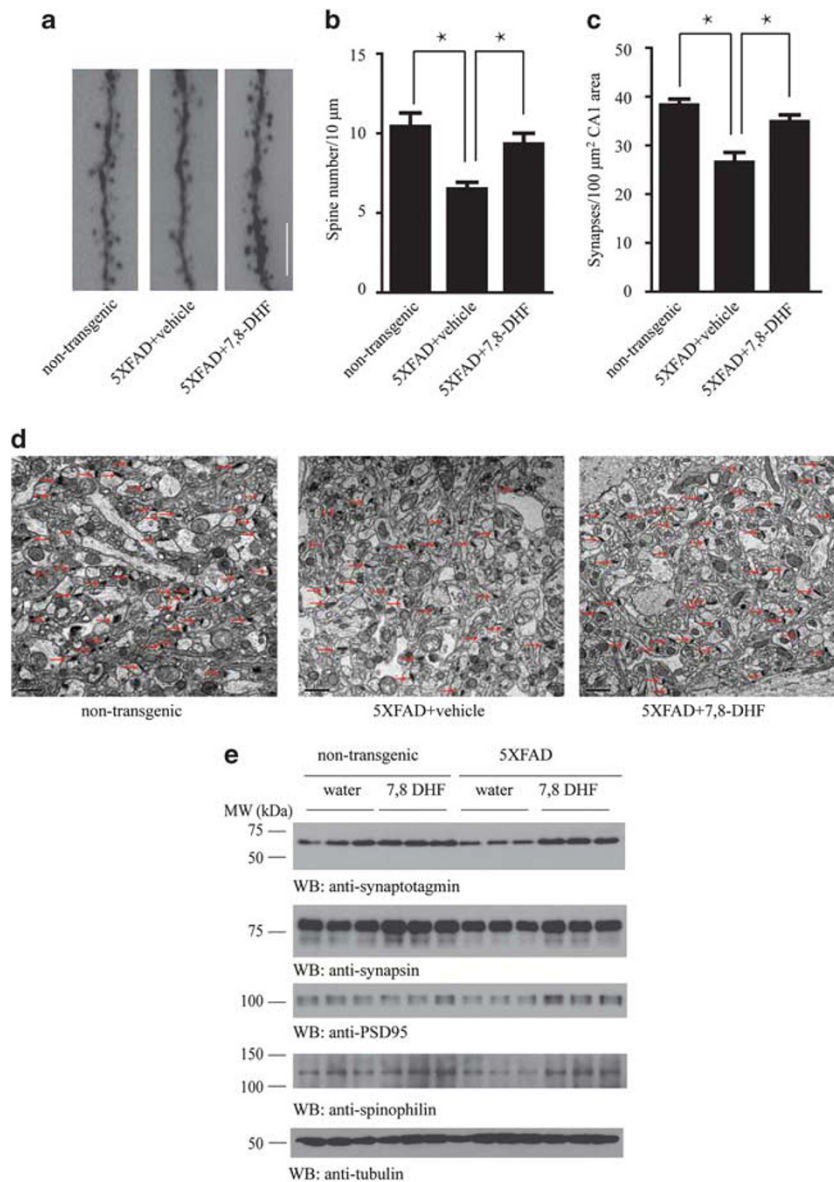 a
non-transgenic
5XFAD+vehicle
5XFAD+7,8-DHF
b
Spine number/10 μm
15
10
5
0
*
*
non-transgenic
5XFAD+vehicle
5XFAD+7,8-DHF
c
Synapses/100 μm² CA1 area
50
40
30
20
10
0
*
*
non-transgenic
5XFAD+vehicle
5XFAD+7,8-DHF
d
non-transgenic
5XFAD+vehicle
5XFAD+7,8-DHF
e
non-transgenic 5XFAD
water 7,8 DHF water 7,8 DHF
MW (kDa)
75
50
WB: anti-synaptotagmin
75
WB: anti-synapsin
100
WB: anti-PSD95
150
100
WB: anti-spinophilin
50
WB: anti-tubulin